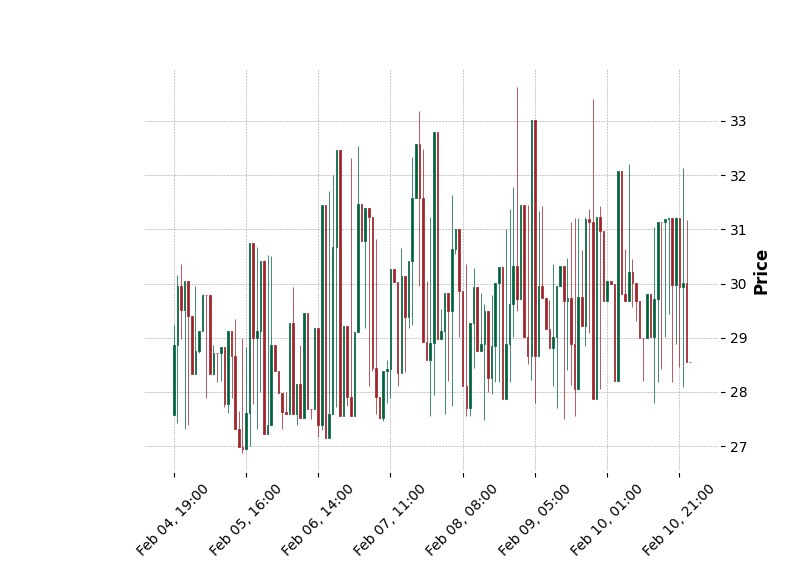 33
32
31
30
29
28
27
Price
Feb 04, 19:00
Feb 05, 16:00
Feb 06, 14:00
Feb 07, 11:00
Feb 08, 08:00
Feb 09, 05:00
Feb 10, 01:00
Feb 10, 21:00